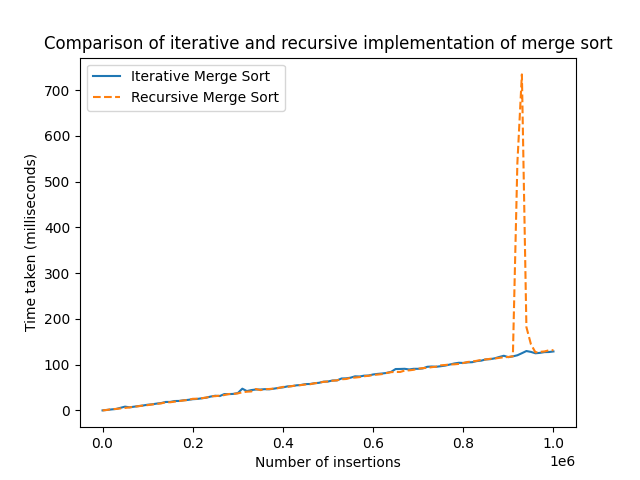 Comparison of iterative and recursive implementation of merge sort
Iterative Merge Sort
Recursive Merge Sort
Time taken (milliseconds)
700
600
500
400
300
200
100
0
0.0 0.2 0.4 0.6 0.8 1.0
1e6
Number of insertions